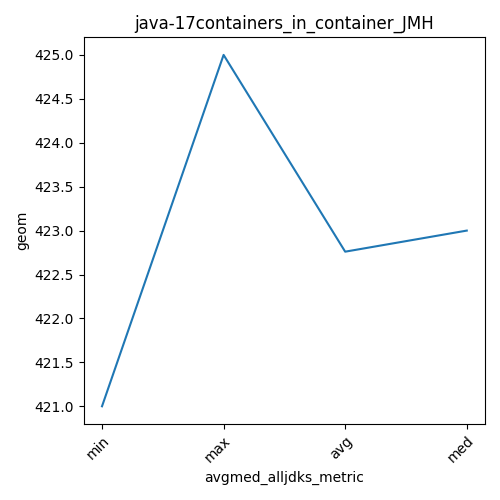 java-17containers_in_container_JMH
425.0
424.5
424.0
423.5
423.0
422.5
422.0
421.5
421.0
geom
min
max
avg
med
avgmed_alljdks_metric